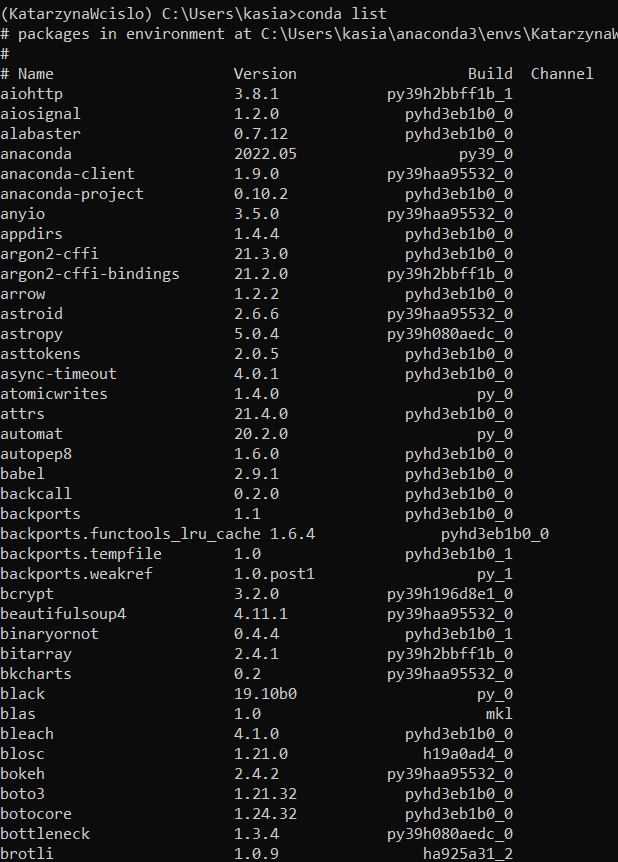 (KatarzynaWcislo) C:\Users\kasia>conda list
# packages in environment at C:\Users\kasia\anaconda3\envs\KatarzynaW
#
# Name Version Build Channel
aiohttp 3.8.1 py39h2bbff1b_1
aiosignal 1.2.0 pyhd3eb1b0_0
alabaster 0.7.12 pyhd3eb1b0_0
anaconda 2022.05 py39_0
anaconda-client 1.9.0 py39haa95532_0
anaconda-project 0.10.2 pyhd3eb1b0_0
anyio 3.5.0 py39haa95532_0
appdirs 1.4.4 pyhd3eb1b0_0
argon2-cffi 21.3.0 pyhd3eb1b0_0
argon2-cffi-bindings 21.2.0 py39h2bbff1b_0
arrow 1.2.2 pyhd3eb1b0_0
astroid 2.6.6 py39haa95532_0
astropy 5.0.4 py39h080aedc_0
asttokens 2.0.5 pyhd3eb1b0_0
async-timeout 4.0.1 pyhd3eb1b0_0
atomicwrites 1.4.0 py_0
attrs 21.4.0 pyhd3eb1b0_0
automat 20.2.0 py_0
autopep8 1.6.0 pyhd3eb1b0_0
babel 2.9.1 pyhd3eb1b0_0
backcall 0.2.0 pyhd3eb1b0_0
backports 1.1 pyhd3eb1b0_0
backports.functools_lru_cache 1.6.4 pyhd3eb1b0_0
backports.tempfile 1.0 pyhd3eb1b0_1
backports.weakref 1.0.post1 py_1
bcrypt 3.2.0 py39h196d8e1_0
beautifulsoup4 4.11.1 py39haa95532_0
binaryornot 0.4.4 pyhd3eb1b0_1
bitarray 2.4.1 py39h2bbff1b_0
bkcharts 0.2 py39haa95532_0
black 19.10b0 py_0
blas 1.0 mkl
bleach 4.1.0 pyhd3eb1b0_0
blosc 1.21.0 h19a0ad4_0
bokeh 2.4.2 py39haa95532_0
boto3 1.21.32 pyhd3eb1b0_0
botocore 1.24.32 pyhd3eb1b0_0
bottleneck 1.3.4 py39h080aedc_0
brotli 1.0.9 ha925a31_2